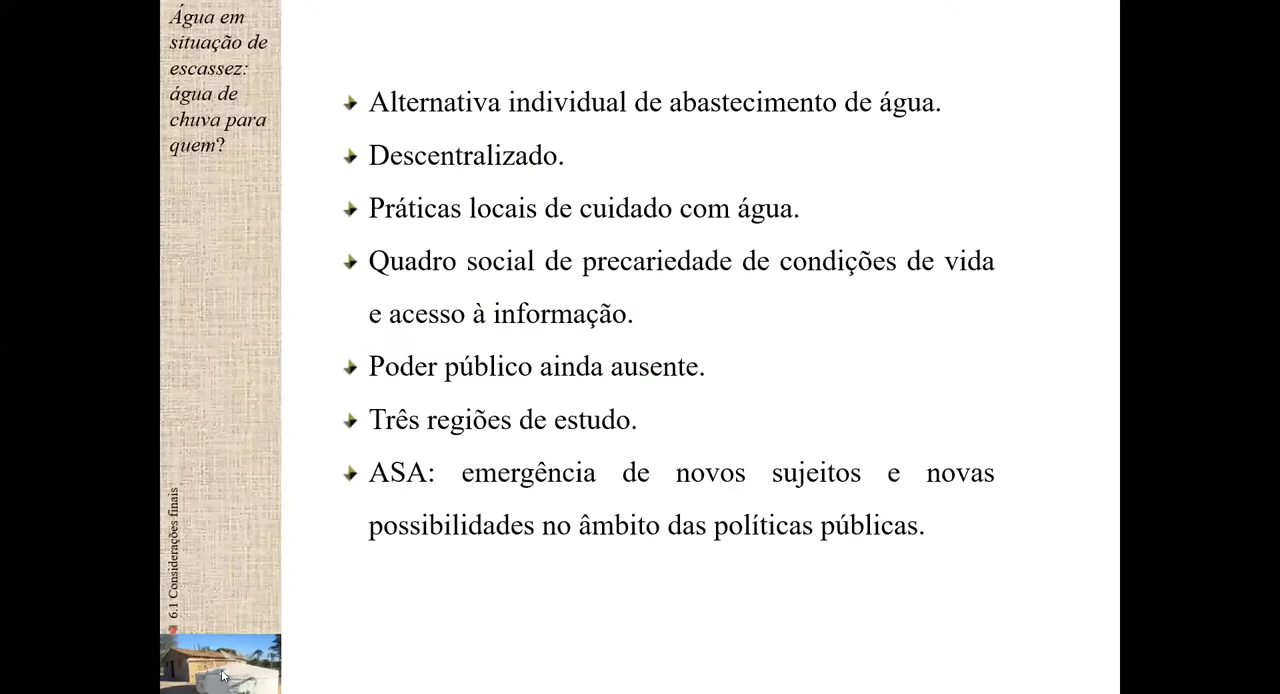 Água em
situação de
escassez:
água de
chuva para
quem?
Alternativa individual de abastecimento de água.
Descentralizado.
Práticas locais de cuidado com água.
Quadro social de precariedade de condições de vida
e acesso à informação.
Poder público ainda ausente.
Três regiões de estudo.
ASA: emergência de novos sujeitos e novas
possibilidades no âmbito das políticas públicas.
6.1 Considerações finais